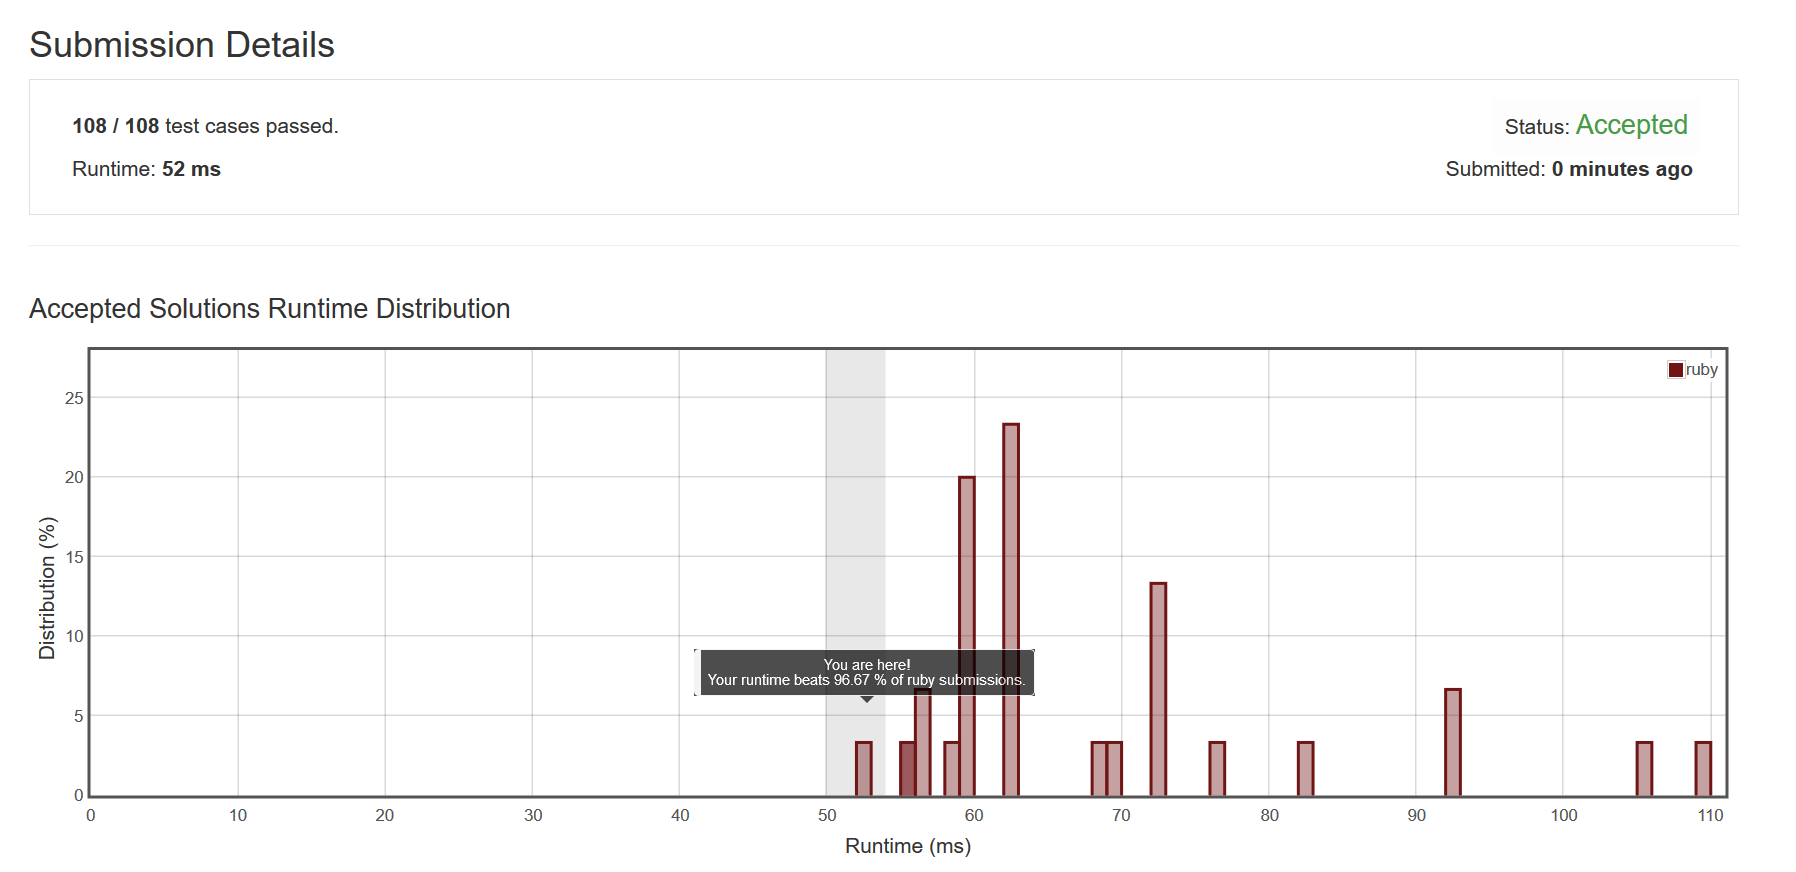 Submission Details
108 / 108 test cases passed.
Status: Accepted
Runtime: 52 ms
Submitted: 0 minutes ago
Accepted Solutions Runtime Distribution
ruby
25
20
15
10
5
0
Distribution (%)
You are here!
Your runtime beats 96.67 % of ruby submissions.
0 10 20 30 40 50 60 70 80 90 100 110
Runtime (ms)